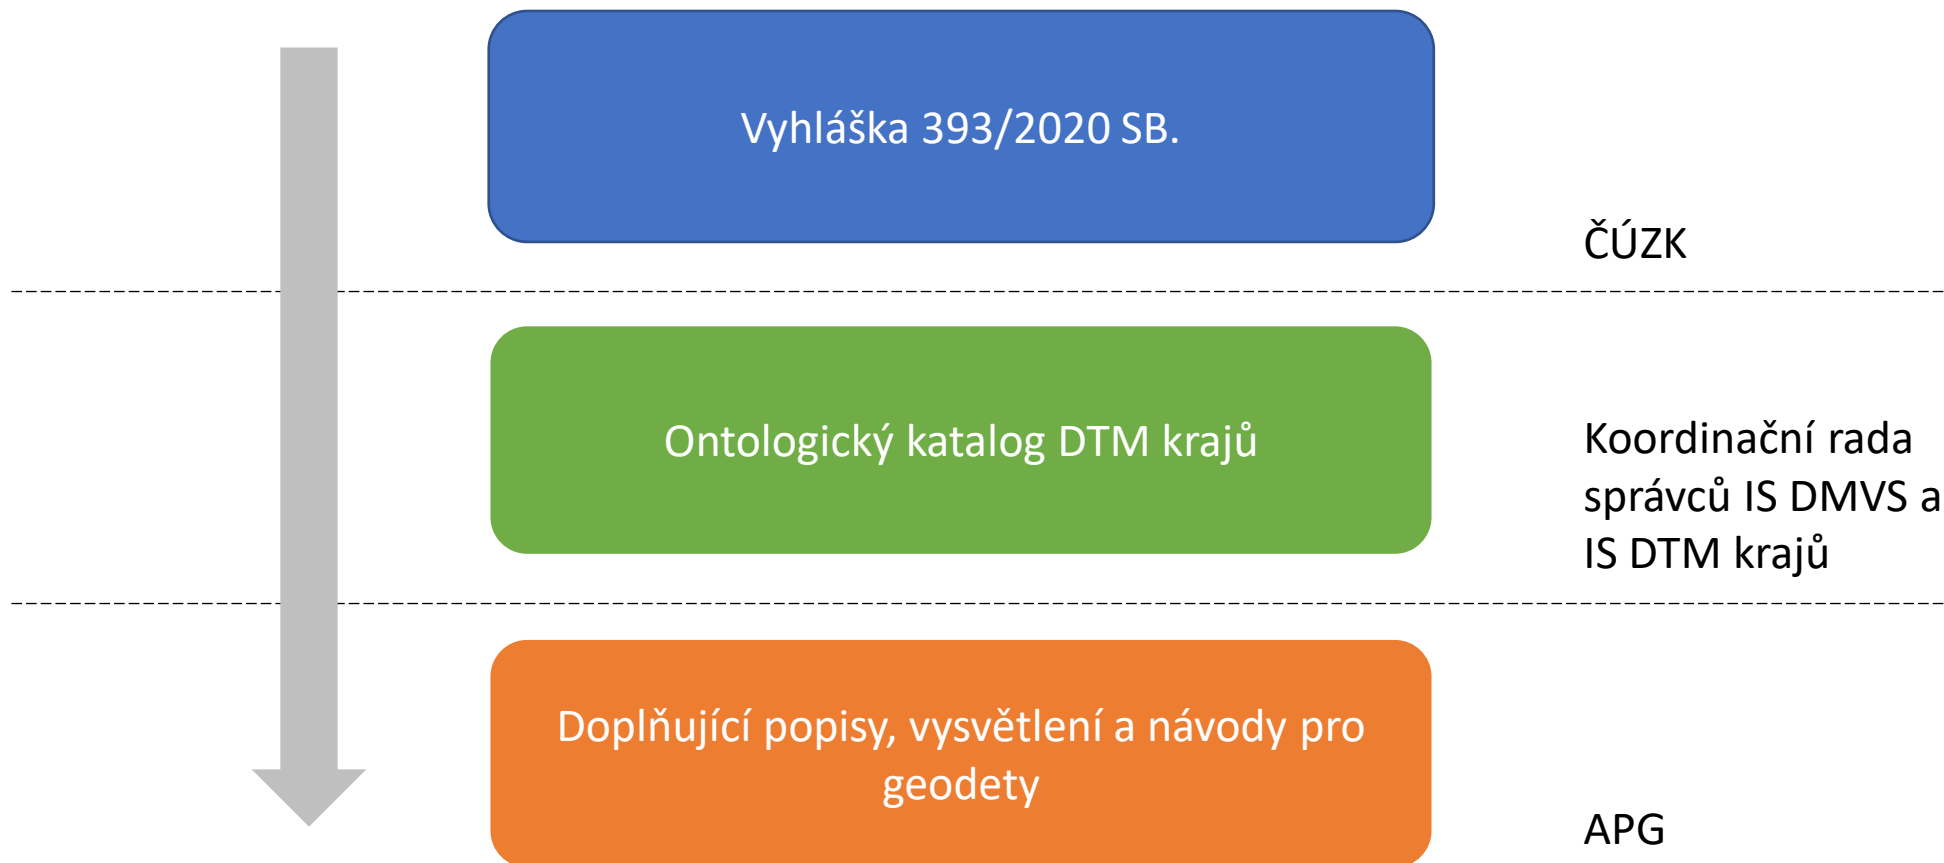 Vyhláška 393/2020 SB.
ČÚZK
Ontologický katalog DTM krajů
Koordinační rada
správců IS DMVS a
IS DTM krajů
Doplňující popisy, vysvětlení a návody pro
geodety
APG